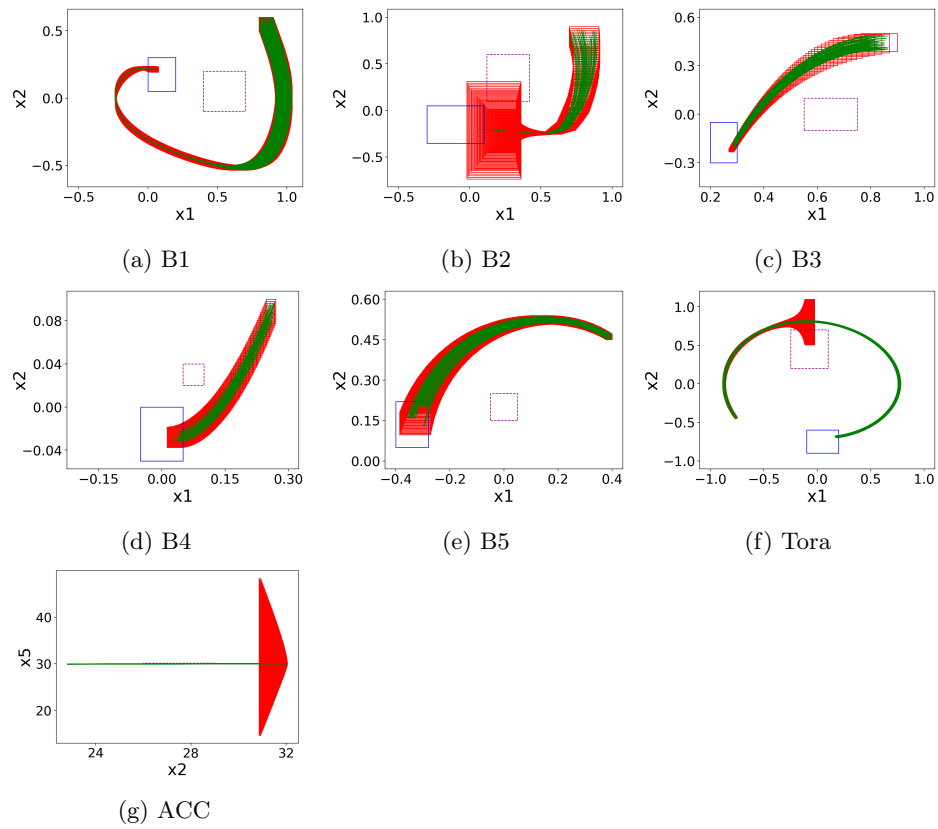 0.5
0.0
−0.5
x2
−0.5 0.0 0.5 1.0
x1
(a) B1
1.0
0.5
0.0
−0.5
x2
−0.5 0.0 0.5 1.0
x1
(b) B2
0.6
0.3
0.0
−0.3
x2
0.2 0.4 0.6 0.8 1.0
x1
(c) B3
0.08
0.04
0.00
−0.04
x2
−0.15 0.00 0.15 0.30
x1
(d) B4
0.60
0.45
0.30
0.15
0.00
x2
−0.4 −0.2 0.0 0.2 0.4
x1
(e) B5
1.0
0.5
0.0
−0.5
−1.0
x2
−1.0 −0.5 0.0 0.5 1.0
x1
(f) Tora
40
30
20
x5
24 28 32
x2
(g) ACC